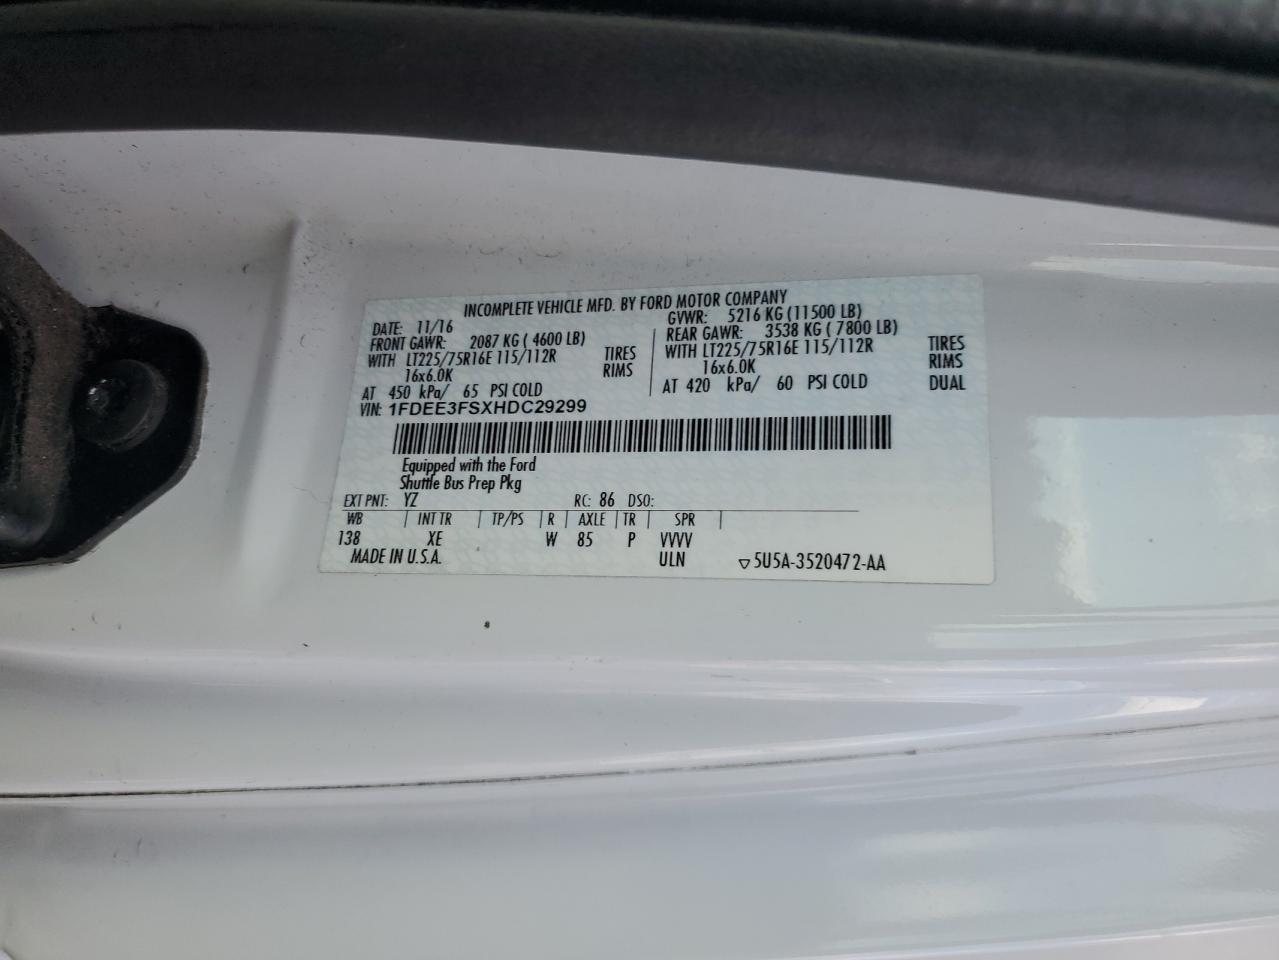 INCOMPLETE VEHICLE MFD. BY FORD MOTOR COMPANY
DATE: 11/16 GVWR: 5216 KG (11500 LB)
FRONT GAWR: 2087 KG ( 4600 LB) REAR GAWR: 3538 KG ( 7800 LB)
WITH LT225/75R16E 115/112R TIRES WITH LT225/75R16E 115/112R TIRES
16x6.0K RIMS 16x6.0K RIMS
AT 450 kPa/ 65 PSI COLD AT 420 kPa/ 60 PSI COLD DUAL
VIN: 1FDEE3FSXHDC29299
Equipped with the Ford
Shuttle Bus Prep Pkg
EXT PNT: YZ RC: 86 DSO:
WB INT TR TP/PS R AXLE TR SPR
138 XE W 85 P VVVV
MADE IN U.S.A. ULN ▽5U5A-3520472-AA